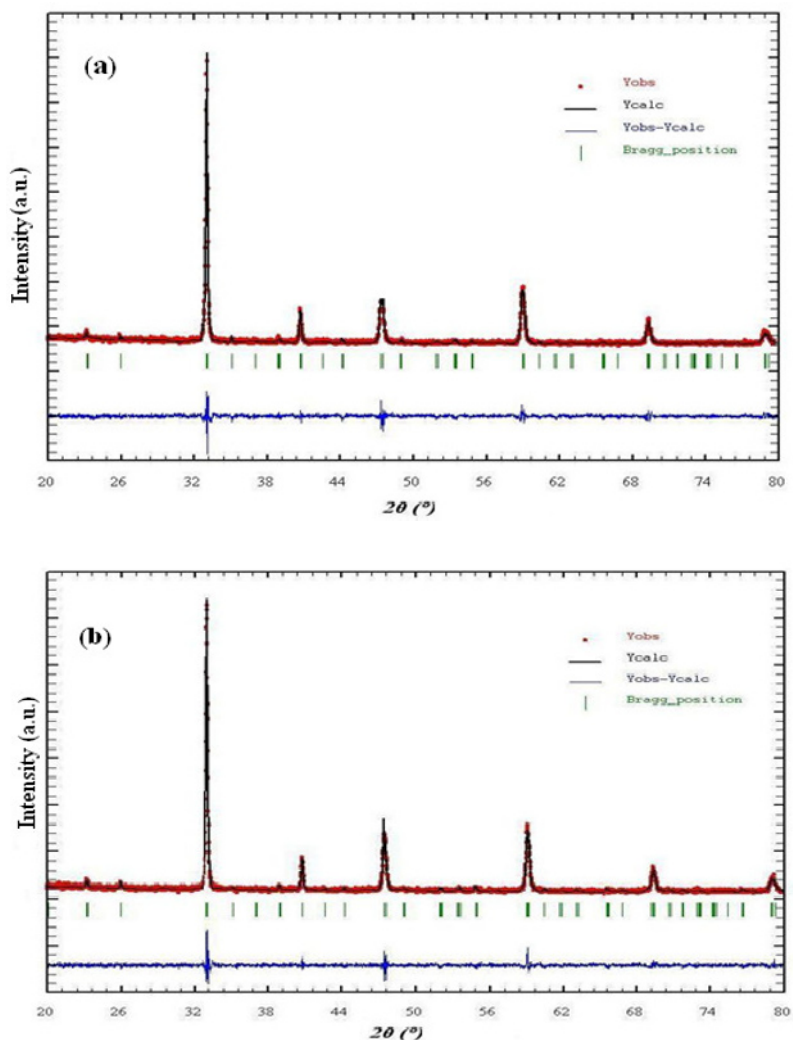 (a)
Yobs
Ycalc
Yobs-Ycalc
Bragg_position
Intensity (a.u.)
20 26 32 38 44 50 56 62 68 74 80
2θ (°)
(b)
Yobs
Ycalc
Yobs-Ycalc
Bragg_position
Intensity (a.u.)
20 26 32 38 44 50 56 62 68 74 80
2θ (°)